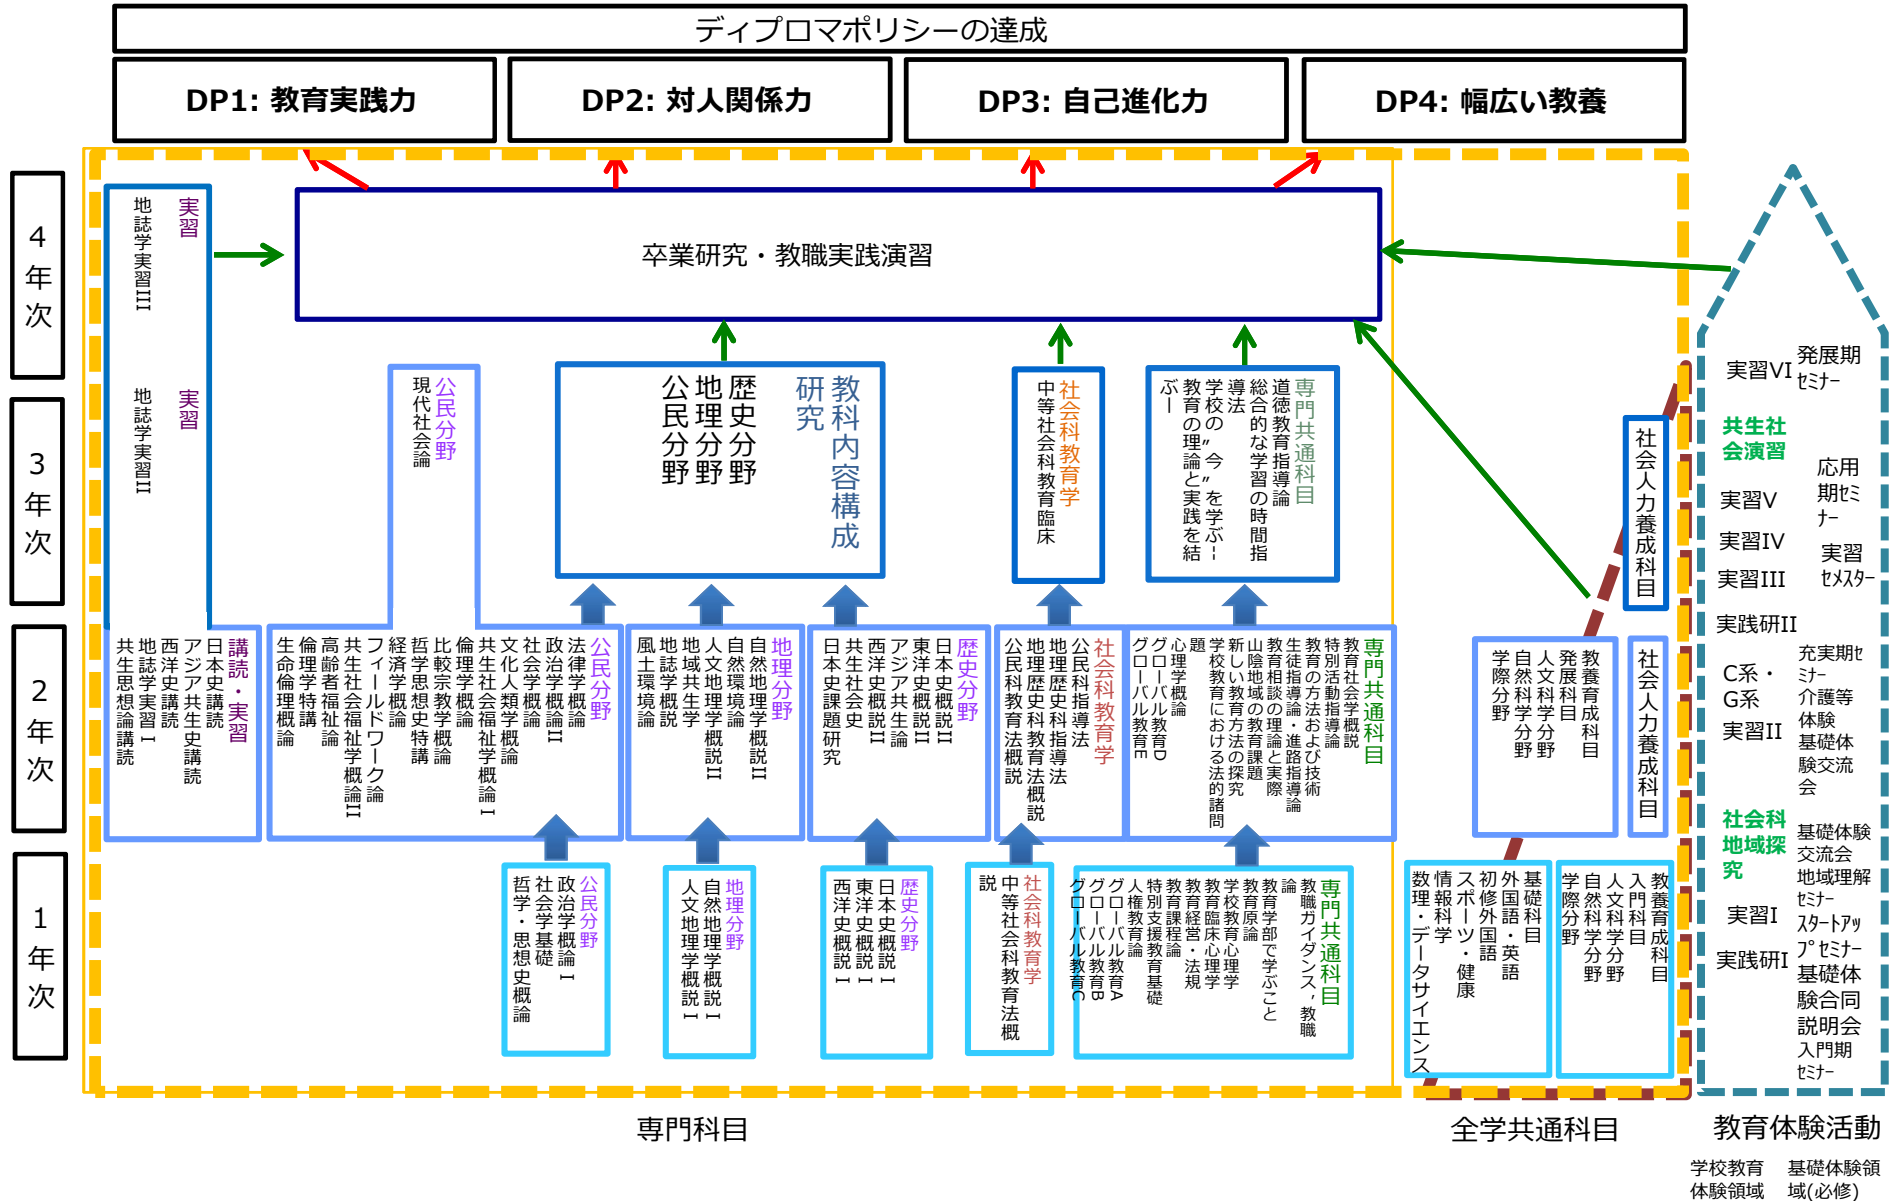 ディプロマポリシーの達成
DP1: 教育実践力
DP2: 対人関係力
DP3: 自己進化力
DP4: 幅広い教養
4年次
3年次
2年次
1年次
実習
地誌学実習III
実習
地誌学実習II
卒業研究・教職実践演習
公民分野
現代社会論
教科内容構成
研究
歴史分野
地理分野
公民分野
社会科教育学
中等社会科教育臨床
専門共通科目
道徳教育指導論
総合的な学習の時間指
導法
学校の〃今〃を学ぶ--
教育の理論と実践を結
ぶー
社会人力養成科目
講読・実習
日本史講読
アジア共生史講読
西洋史講読
地誌学実習 I
共生思想論講読
公民分野
法律学概論
政治学概論II
社会学概論
文化人類学概論
共生社会福祉学概論 I
倫理学概論
比較宗教学概論
哲学思想史特講
経済学概論
フィールドワーク論
共生社会福祉学概論III
高齢者福祉論
倫理学特講
生命倫理概論
地理分野
自然地理学概説II
自然環境論
人文地理学概説II
地域共生学
地誌学概説
風土環境論
歴史分野
日本史概説II
東洋史概説II
アジア共生論
西洋史概説II
共生社会史
日本史課題研究
社会科教育学
公民科指導法
地理歴史科指導法
地理歴史科教育法概説
公民科教育法概説
専門共通科目
教育社会学概説
特別活動指導論
教育の方法および技術
生徒指導論・進路指導論
教育相談の理論と実際
山陰地域の教育課題
新しい教育方法の探究
学校教育における法的諸問
題
心理学概論
グローバル教育D
グローバル教育E
教養育成科目
発展科目
人文科学分野
自然科学分野
学際分野
社会人力養成科目
公民分野
政治学概論 I
社会学基礎
哲学・思想史概論
地理分野
自然地理学概説 I
人文地理学概説 I
歴史分野
日本史概説 I
東洋史概説 I
西洋史概説 I
社会科教育学
中等社会科教育法概
説
専門共通科目
教職ガイダンス,教職
論
教育学部で学ぶこと
教育原論
学校教育心理学
教育臨床心理学
教育経営・法規
教育課程論
特別支援教育基礎
人権教育論
グローバル教育A
グローバル教育B
グローバル教育C
基礎科目
外国語・英語
初修外国語
スポーツ・健康
情報科学
数理・データサイエンス
教養育成科目
入門科目
人文科学分野
自然科学分野
学際分野
実習VI
共生社
会演習
実習V
実習IV
実習III
実践研II
C系・
G系
実習II
社会科
地域探
究
実習I
実践研I
発展期
ｾﾐﾅｰ
応用
期ｾﾐ
ﾅｰ
実習
ｾﾒｽﾀｰ
充実期ｾ
ﾐﾅｰ
介護等
体験
基礎体
験交流
会
基礎体験
交流会
地域理解
ｾﾐﾅｰ
ｽﾀｰﾄｱｯ
ﾌﾟｾﾐﾅｰ
基礎体
験合同
説明会
入門期
ｾﾐﾅｰ
専門科目
全学共通科目
教育体験活動
学校教育
体験領域
基礎体験領
域(必修)